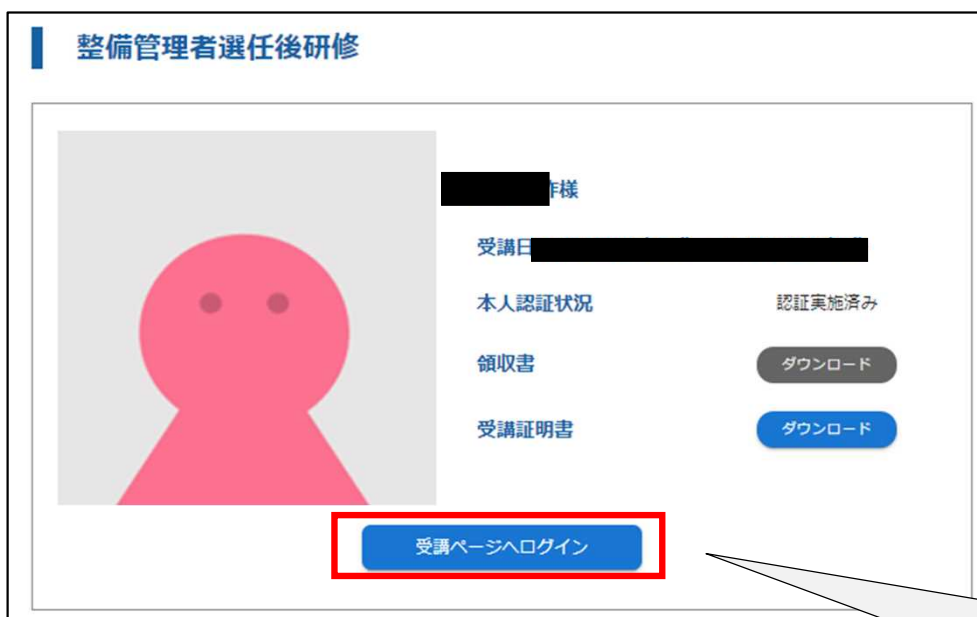 整備管理者選任後研修
作様
受講日
本人認証状況
認証実施済み
領収書
ダウンロード
受講証明書
ダウンロード
受講ページへログイン